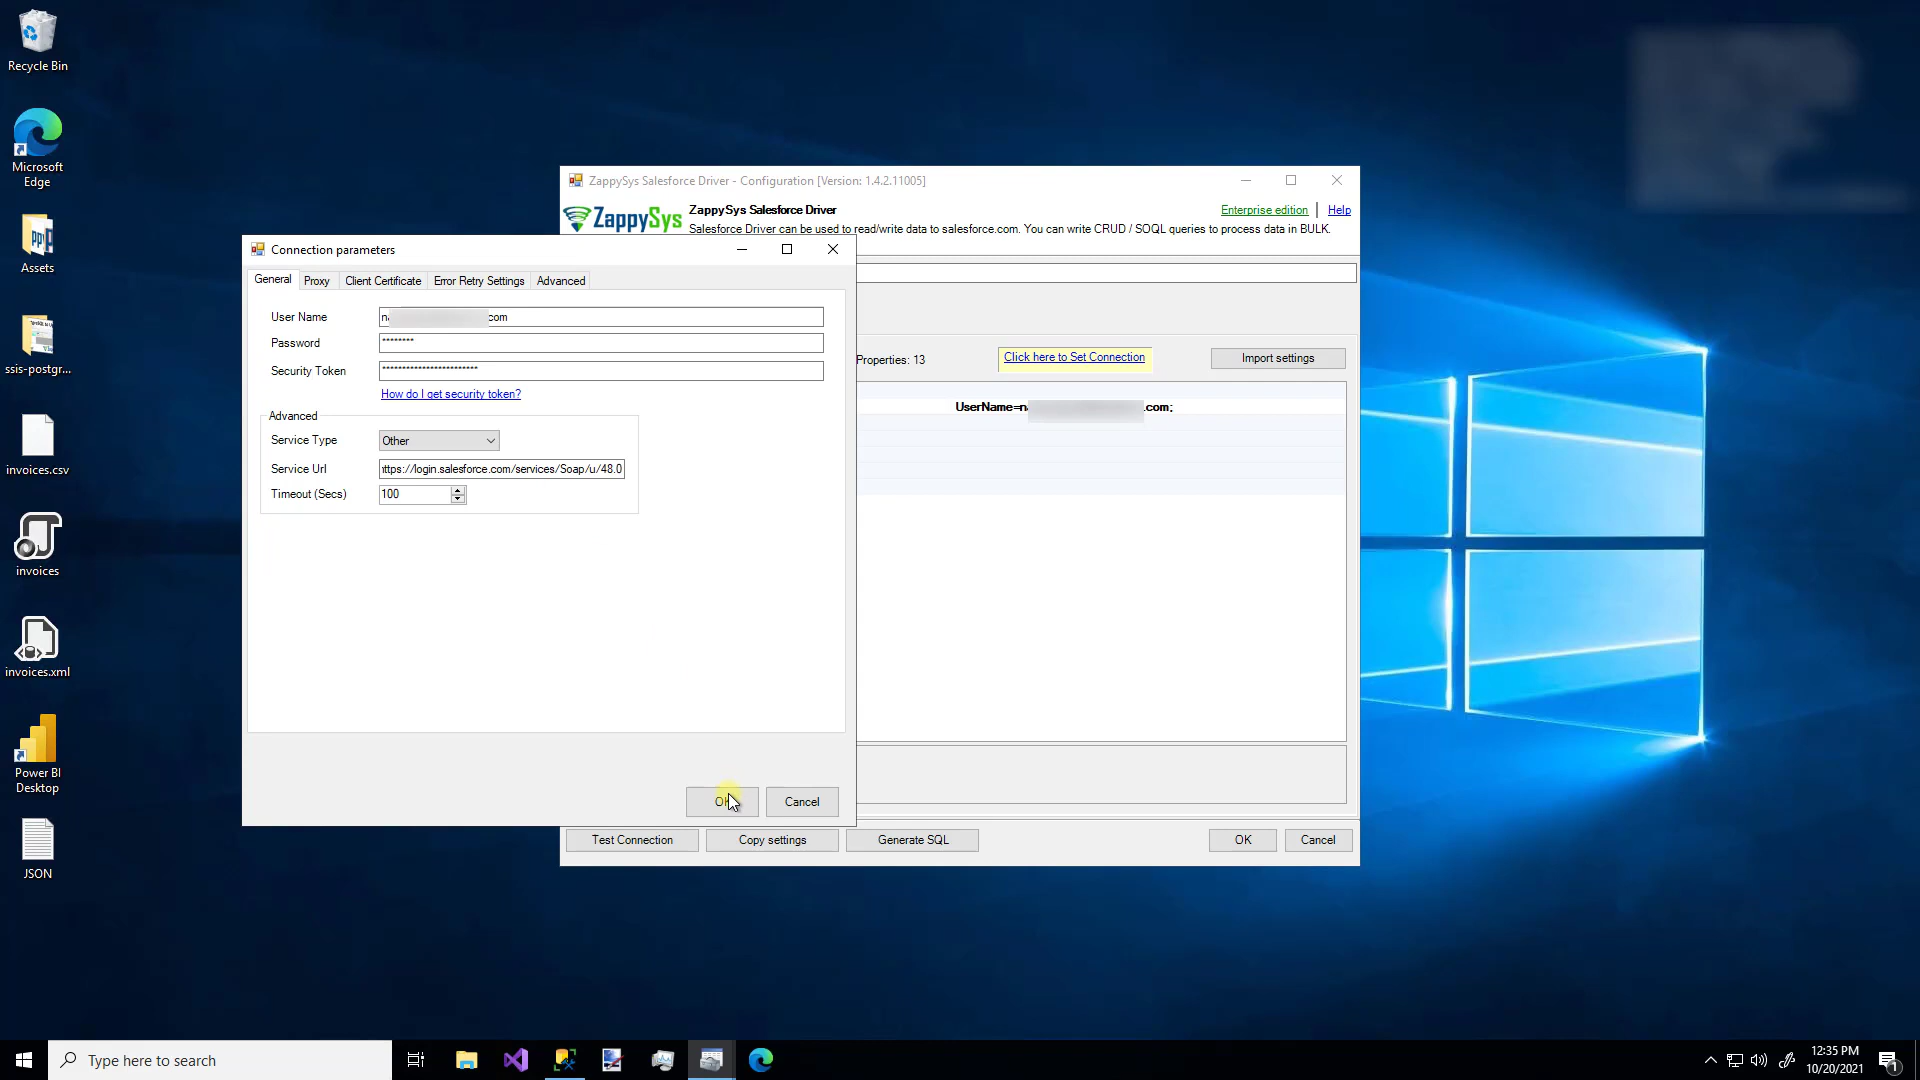 Recycle Bin
Microsoft
Edge
Assets
ssis-postgr...
invoices.csv
invoices
invoices.xml
Power BI
Desktop
JSON
ZappySys Salesforce Driver - Configuration [Version: 1.4.2.11005]
ZappySys
ZappySys Salesforce Driver
Enterprise edition | Help
Salesforce Driver can be used to read/write data to salesforce.com. You can write CRUD / SOQL queries to process data in BULK.
Connection parameters
General Proxy Client Certificate Error Retry Settings Advanced
User Name
.com
Password ********
Security Token ************************
How do I get security token?
Advanced
Service Type Other
Service Url ttps://login.salesforce.com/services/Soap/u/48.0
Timeout (Secs) 100
OK Cancel
Properties: 13 Click here to Set Connection Import settings
UserName=n .com;
Test Connection Copy settings Generate SQL OK Cancel
Type here to search
12:35 PM
10/20/2021
1